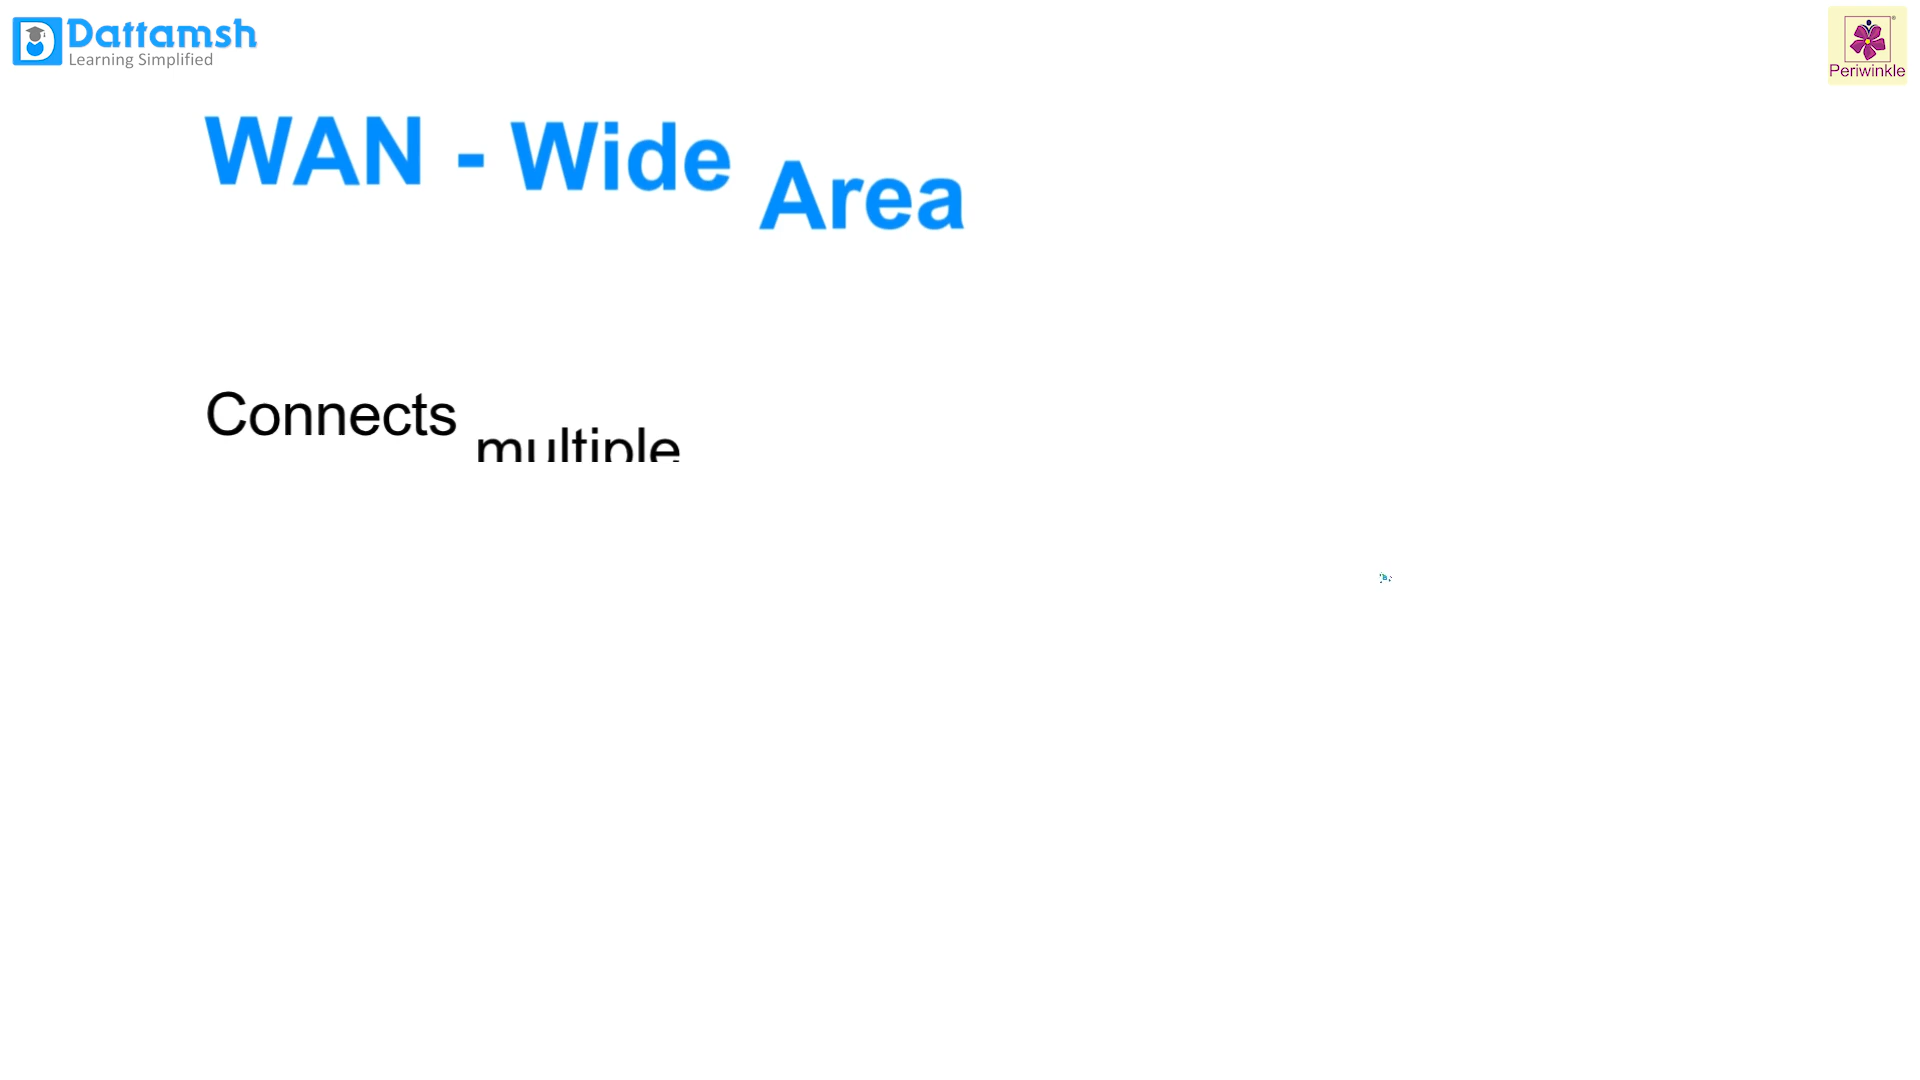 Dattamsh
Learning Simplified
Periwinkle
WAN - Wide Area
Connects multiple